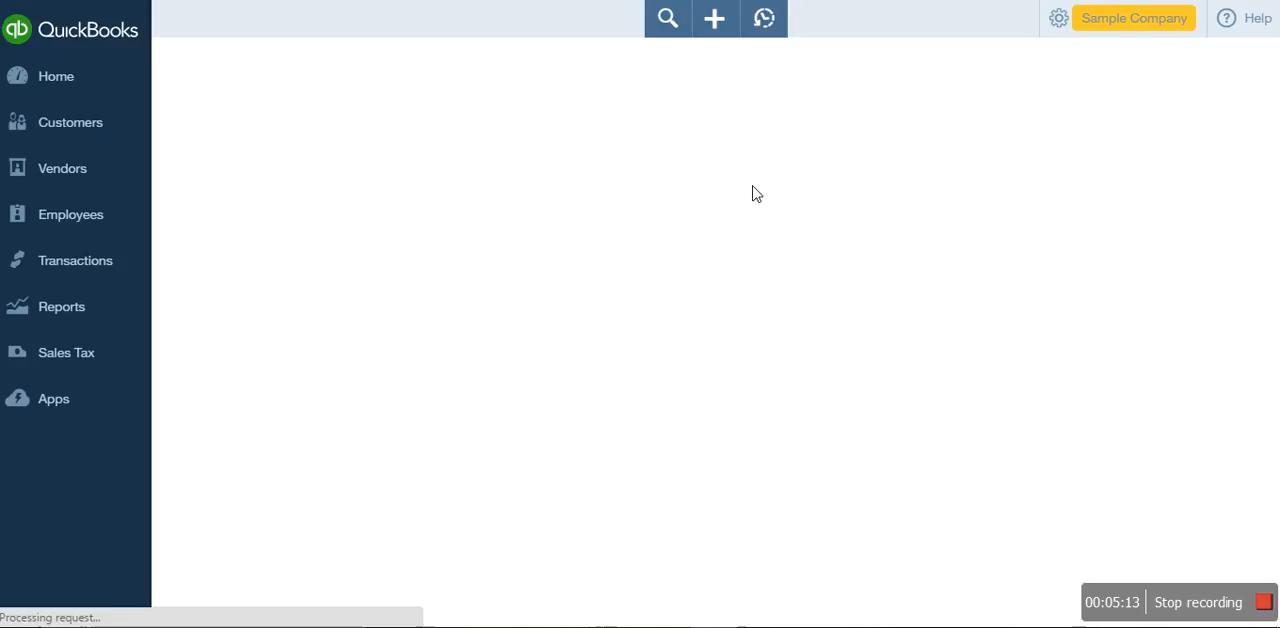 qb QuickBooks
Sample Company
Help
Home
Customers
Vendors
Employees
Transactions
Reports
Sales Tax
Apps
00:05:13 Stop recording
Processing request...